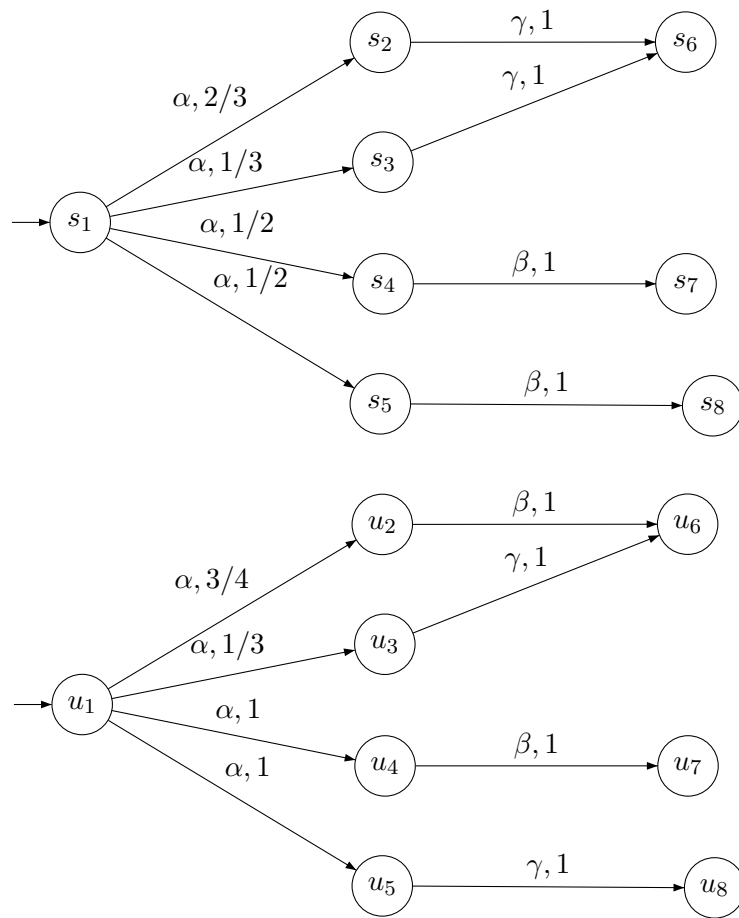 s₂ γ, 1 s₆
γ, 1
α, 2/3
α, 1/3 s₃
s₁
α, 1/2
α, 1/2 s₄ β, 1 s₇
s₅ β, 1 s₈
u₂ β, 1 u₆
γ, 1
α, 3/4
α, 1/3 u₃
u₁
α, 1
α, 1 u₄ β, 1 u₇
u₅ γ, 1 u₈